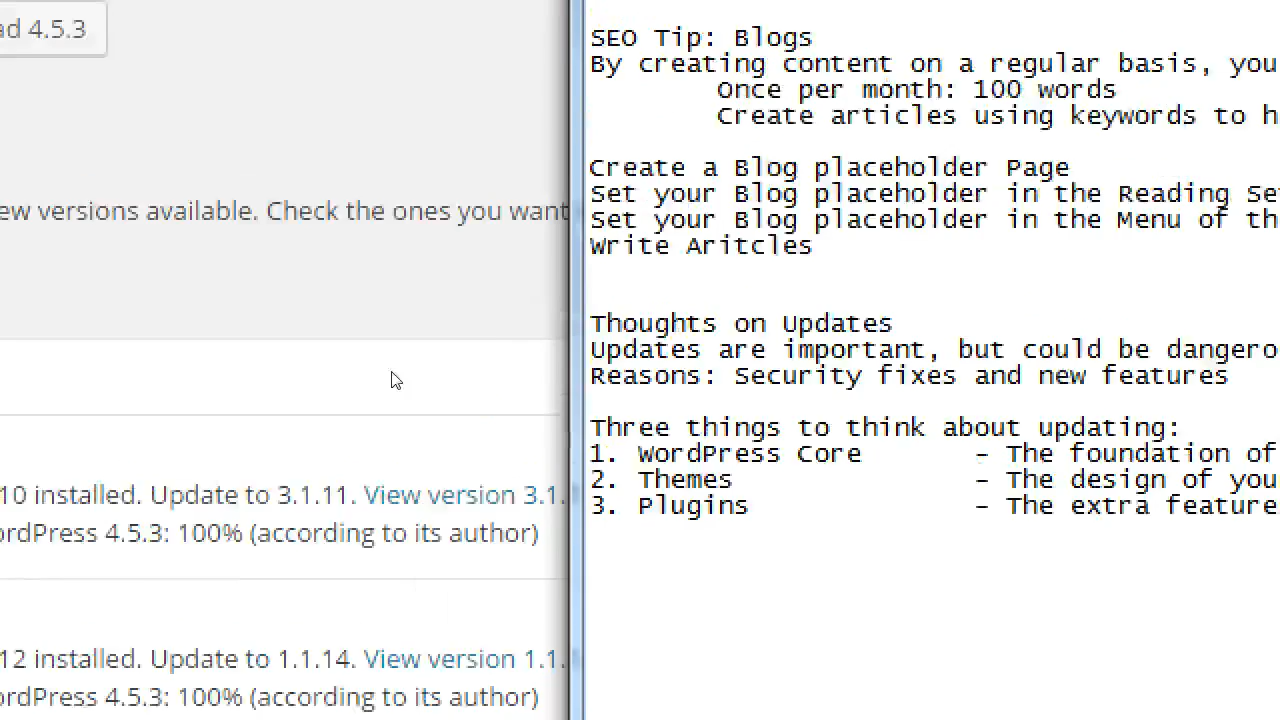 ad 4.5.3
ew versions available. Check the ones you want
10 installed. Update to 3.1.11. View version 3.1.
ordPress 4.5.3: 100% (according to its author)
12 installed. Update to 1.1.14. View version 1.1.
ordPress 4.5.3: 100% (according to its author)
SEO Tip: Blogs
By creating content on a regular basis, you
Once per month: 100 words
Create articles using keywords to h
Create a Blog placeholder Page
Set your Blog placeholder in the Reading Se
Set your Blog placeholder in the Menu of th
Write Aritcles
Thoughts on Updates
Updates are important, but could be dangero
Reasons: Security fixes and new features
Three things to think about updating:
1. WordPress Core - The foundation of
2. Themes - The design of you
3. Plugins - The extra feature